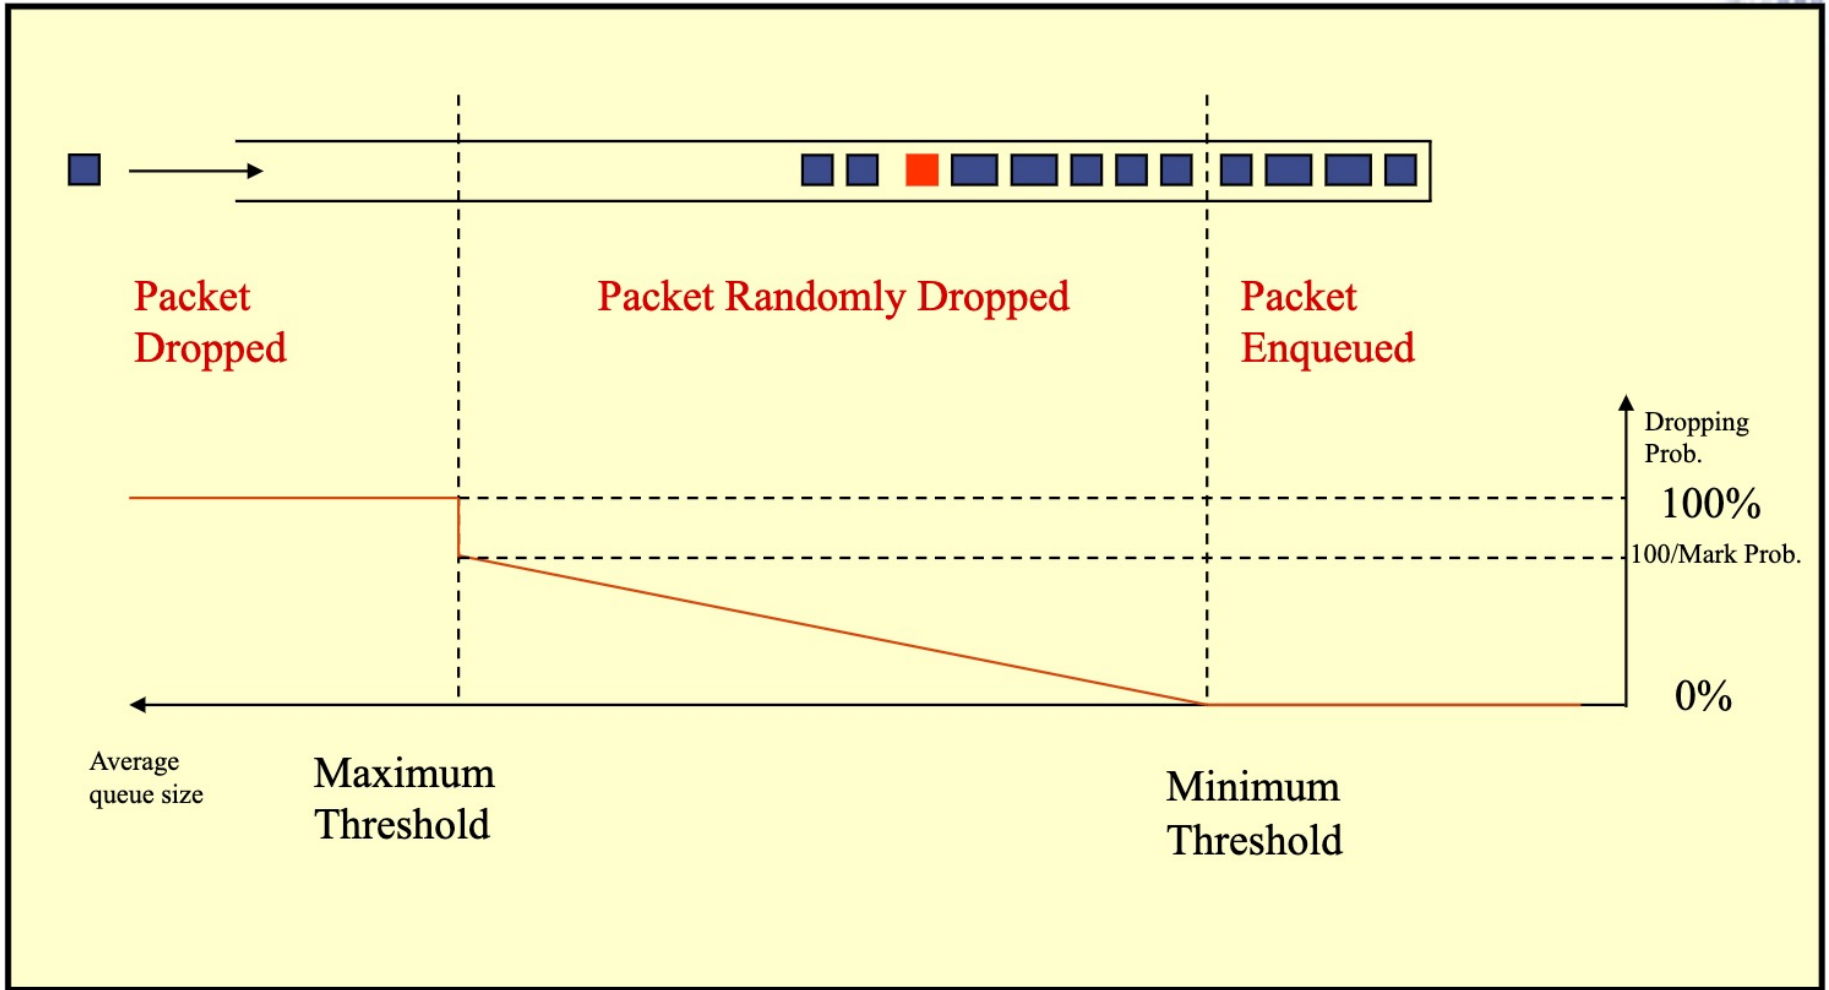 Packet
Dropped
Packet Randomly Dropped
Packet
Enqueued
Dropping
Prob.
100%
100/Mark Prob.
0%
Average
queue size
Maximum
Threshold
Minimum
Threshold